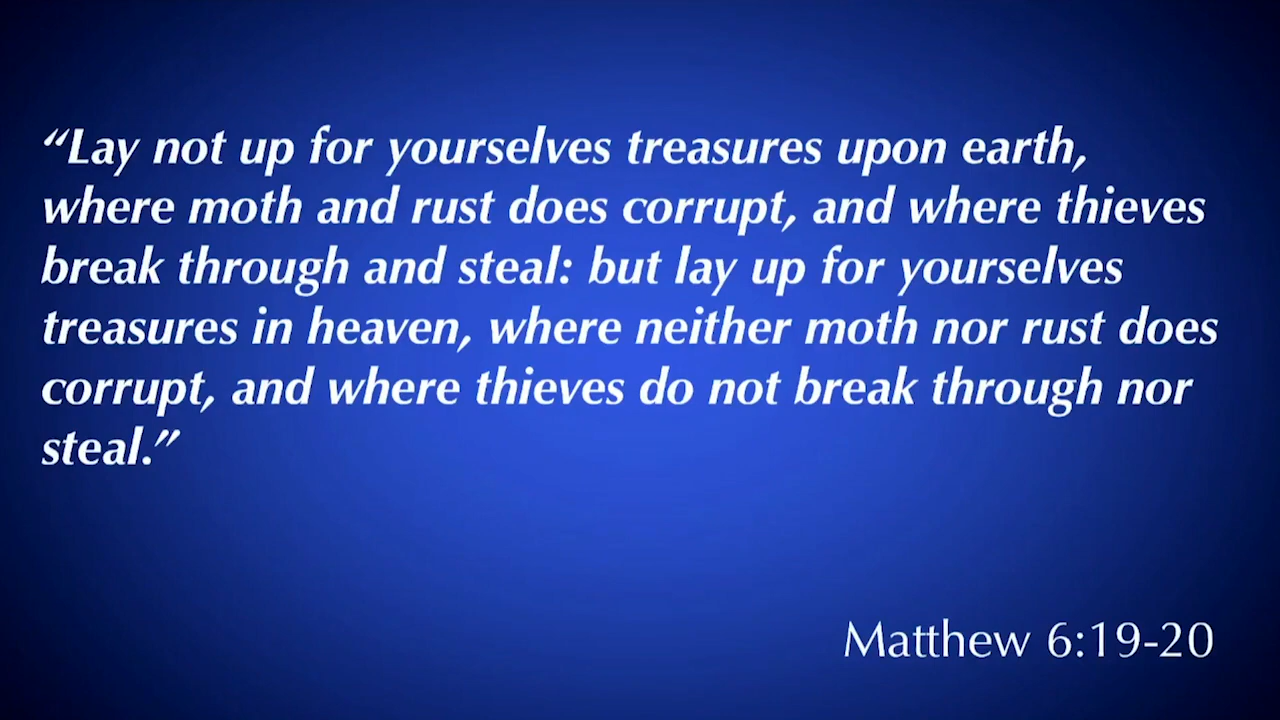 “Lay not up for yourselves treasures upon earth,
where moth and rust does corrupt, and where thieves
break through and steal: but lay up for yourselves
treasures in heaven, where neither moth nor rust does
corrupt, and where thieves do not break through nor
steal.”
Matthew 6:19-20